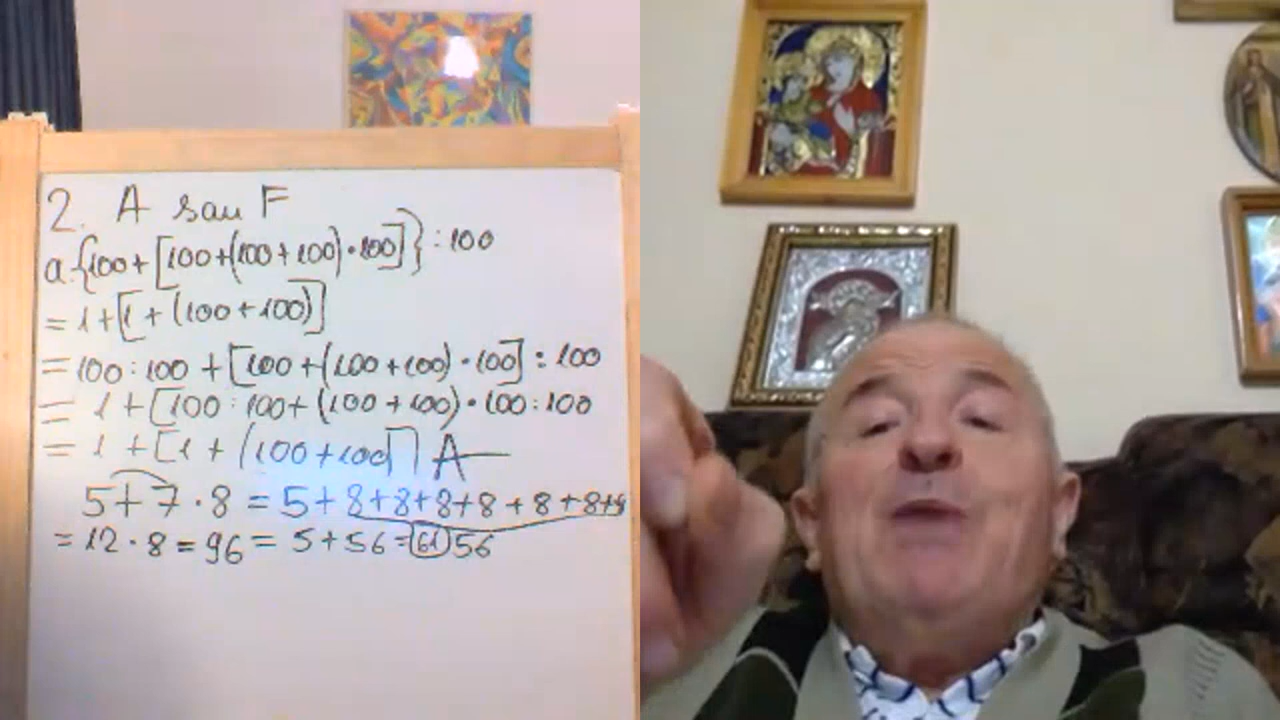 2. A sau F
a. {100+[100+(100+100)·100]}:100
= 1+[1+(100+100)]
= 100:100+[100+(100+100)·100]:100
= 1+[100:100+(100+100)·100:100
= 1+[1+(100+100)] A
5+7·8=5+8+8+8+8+8+8+8
=12·8=96=5+56=61 56